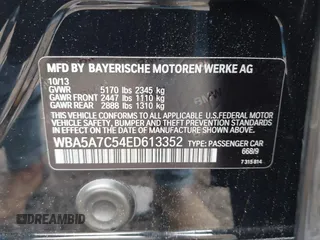 MFD BY BAYERISCHE MOTOREN WERKE AG
10/13
GVWR 5170 lbs 2345 kg
GAWR FRONT 2447 lbs 1110 kg
GAWR REAR 2888 lbs 1310 kg
THIS VEHICLE CONFORMS TO ALL APPLICABLE U.S. FEDERAL MOTOR
VEHICLE SAFETY, BUMPER, AND THEFT PREVENTION STANDARDS
IN EFFECT ON THE DATE OF MANUFACTURE SHOWN ABOVE.
WBA5A7C54ED613352 TYPE: PASSENGER CAR
668/9
7315814
DREAMBID